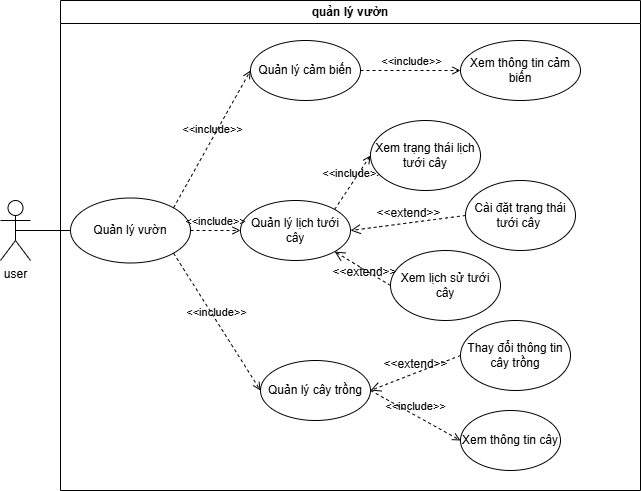 quản lý vườn
Quản lý cảm biến
<<include>>
Xem thông tin cảm
biến
<<include>>
Xem trạng thái lịch
tưới cây
<<include>>
user
Quản lý vườn
<<include>>
Quản lý lịch tưới
cây
<<extend>>
Cài đặt trạng thái
tưới cây
<<extend>>
Xem lịch sử tưới
cây
<<include>>
Quản lý cây trồng
<<extend>>
Thay đổi thông tin
cây trồng
<<include>>
Xem thông tin cây